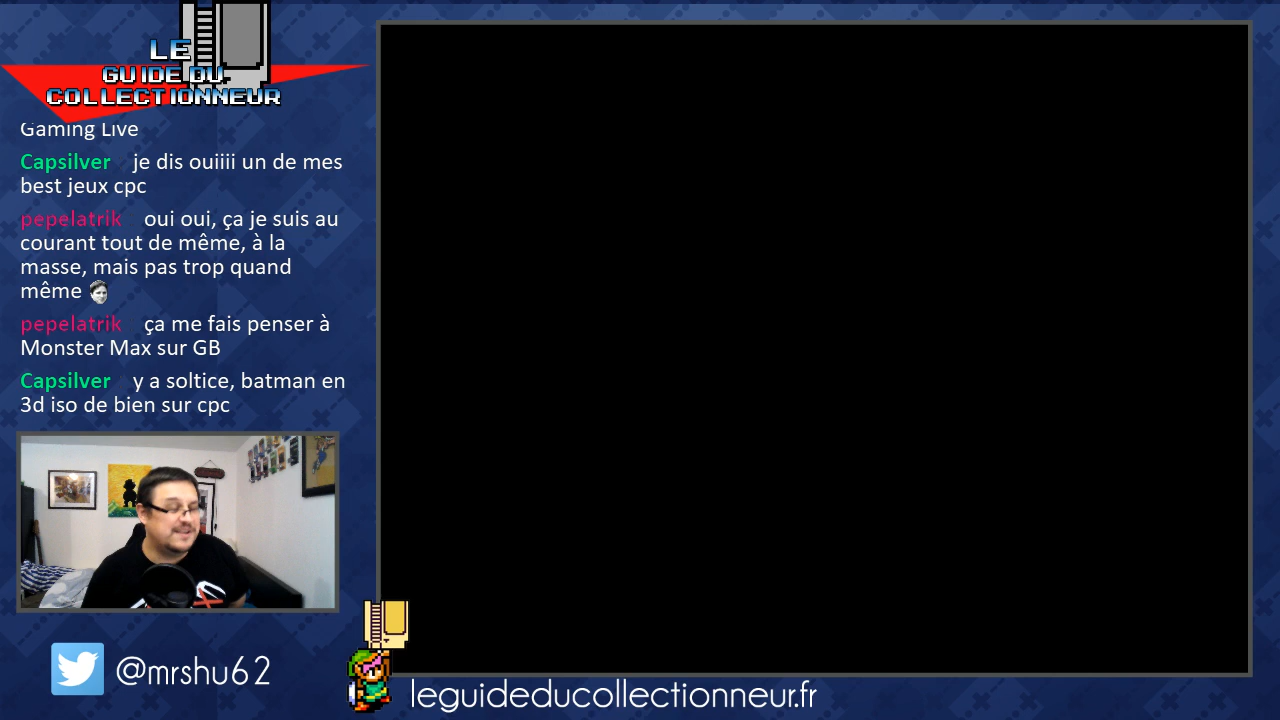 LE
GUIDE DU
COLLECTIONNEUR
Gaming Live
Capsilver je dis ouiiii un de mes
best jeux cpc
pepelatrik oui oui, ça je suis au
courant tout de même, à la
masse, mais pas trop quand
même
pepelatrik ça me fais penser à
Monster Max sur GB
Capsilver y a soltice, batman en
3d iso de bien sur cpc
@mrshu62
leguideducollectionneur.fr